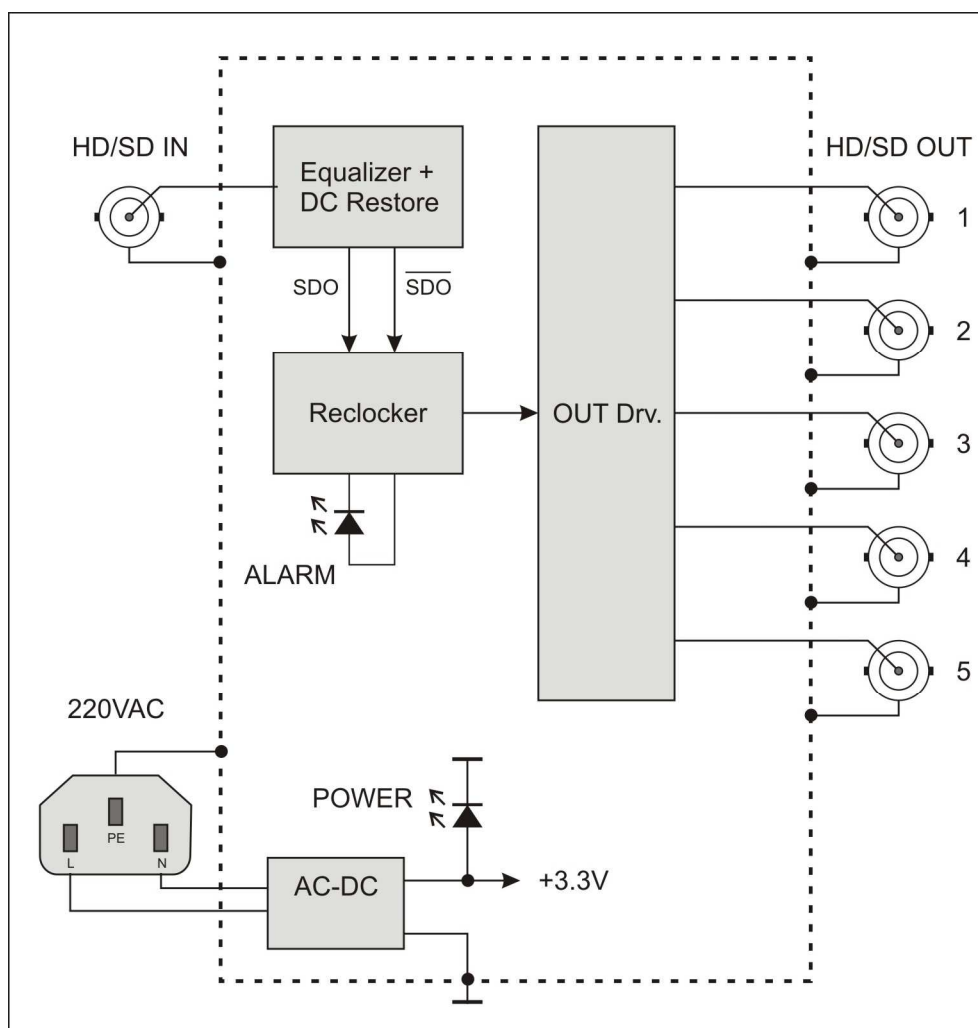 HD/SD IN
Equalizer +
DC Restore
HD/SD OUT
1
SDO
S̅D̅O̅
2
Reclocker
OUT Drv.
3
ALARM
4
5
220VAC
POWER
PE
L
N
AC-DC
+3.3V